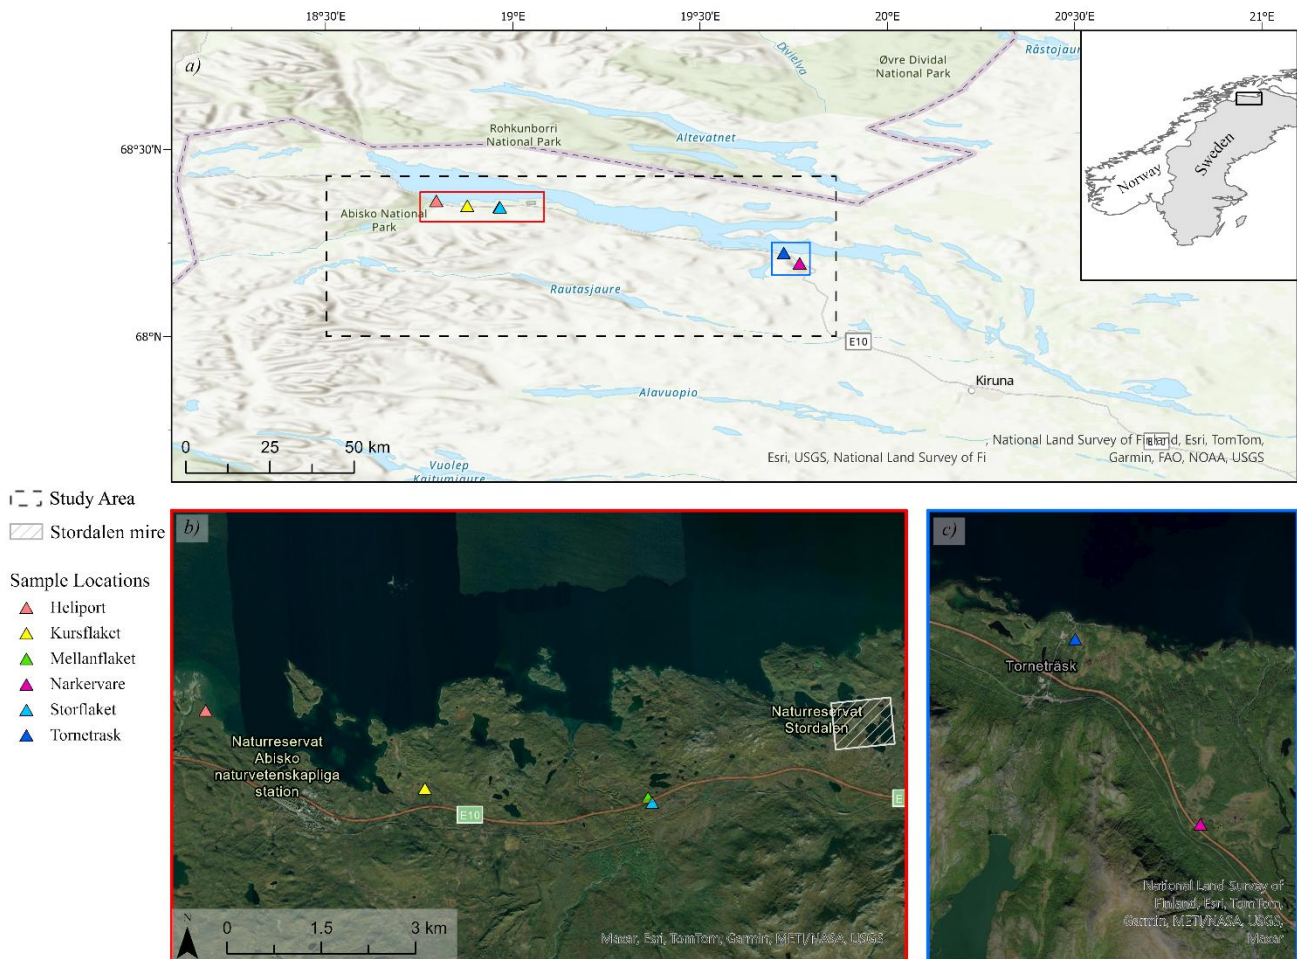 18°30'E 19°E 19°30'E 20°E 20°30'E 21°E
a)
Divielva
Øvre Dividal
National Park
Råstojaur
Rohkunborri
National Park
Altevatnet
68°30'N
Norway
Sweden
Abisko National
Park
Rautasjaure
68°N
E10
Kiruna
Alavuopio
0 25 50 km
Vuolep
Kaitumjaure
, National Land Survey of Finland, Esri, TomTom,
Esri, USGS, National Land Survey of Fi
Garmin, FAO, NOAA, USGS
E10
Study Area
Stordalen mire
Sample Locations
Heliport
Kursflaket
Mellanflaket
Narkervare
Storflaket
Tornetrask
b)
Naturreservat
Stordalen
Naturreservat
Abisko
naturvetenskapliga
station
E10
E
N
0 1.5 3 km
Maxar, Esri, TomTom, Garmin, METI/NASA, USGS
c)
Torneträsk
National Land Survey of
Finland, Esri, TomTom,
Garmin, METI/NASA, USGS,
Maxar